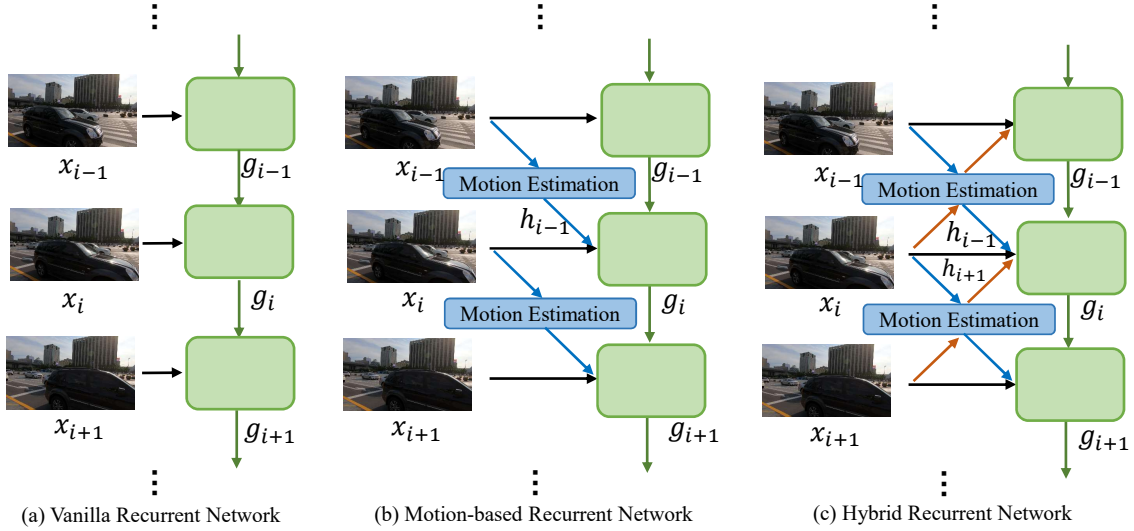 x_{i-1}
g_{i-1}
x_i
g_i
x_{i+1}
g_{i+1}
(a) Vanilla Recurrent Network
x_{i-1}
Motion Estimation
g_{i-1}
h_{i-1}
x_i
g_i
Motion Estimation
x_{i+1}
g_{i+1}
(b) Motion-based Recurrent Network
x_{i-1}
Motion Estimation
g_{i-1}
h_{i-1}
h_{i+1}
x_i
g_i
Motion Estimation
x_{i+1}
g_{i+1}
(c) Hybrid Recurrent Network